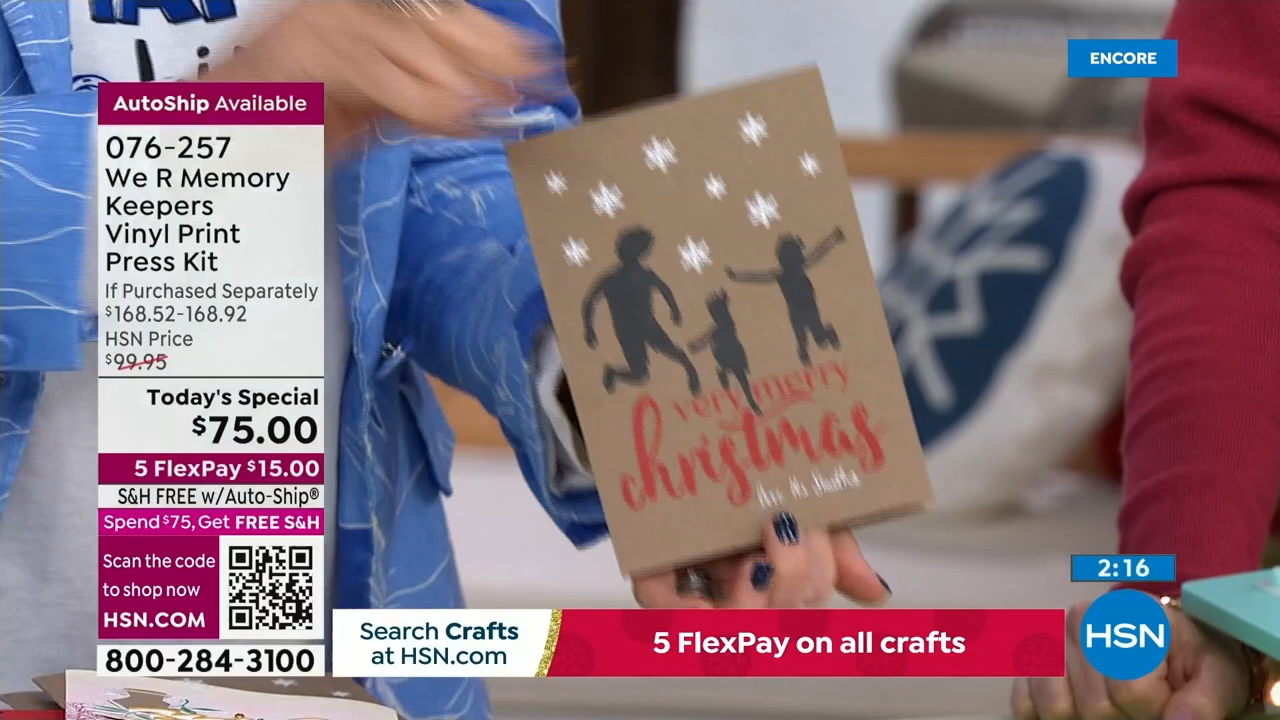 ENCORE
AutoShip Available
076-257
We R Memory
Keepers
Vinyl Print
Press Kit
If Purchased Separately
$168.52-168.92
HSN Price
$99.95
Today's Special
$75.00
5 FlexPay $15.00
S&H FREE w/Auto-Ship®
Spend $75, Get FREE S&H
Scan the code
to shop now
HSN.COM
800-284-3100
very merry
christmas
Search Crafts
at HSN.com
5 FlexPay on all crafts
2:16
HSN